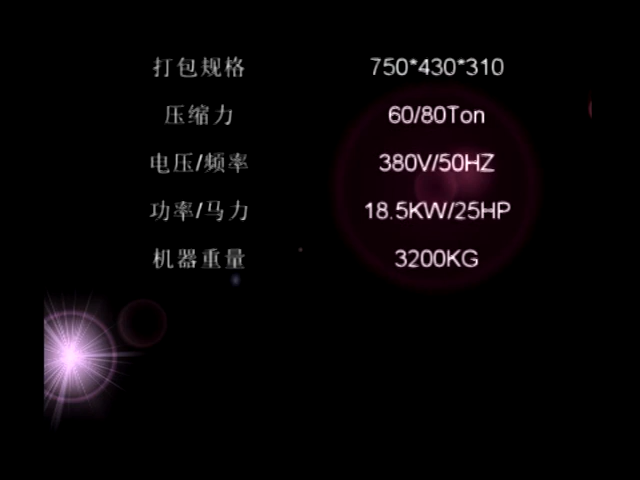 打包规格 750*430*310
压缩力 60/80Ton
电压/频率 380V/50HZ
功率/马力 18.5KW/25HP
机器重量 3200KG